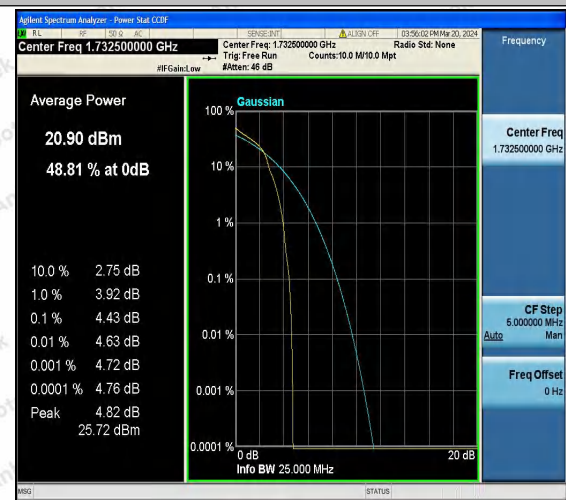 Agilent Spectrum Analyzer - Power Stat CCDF
RL RF 50 Ω AC SENSE:INT ALIGN OFF 03:56:02 PM Mar 20, 2024
Center Freq 1.732500000 GHz
Center Freq: 1.732500000 GHz Radio Std: None
Trig: Free Run Counts:10.0 M/10.0 Mpt
#IFGain:Low #Atten: 46 dB
Frequency
Average Power
20.90 dBm
48.81 % at 0dB
10.0 % 2.75 dB
1.0 % 3.92 dB
0.1 % 4.43 dB
0.01 % 4.63 dB
0.001 % 4.72 dB
0.0001 % 4.76 dB
Peak 4.82 dB
25.72 dBm
Gaussian
100 %
10 %
1 %
0.1 %
0.01 %
0.001 %
0.0001 %
0 dB 20 dB
Info BW 25.000 MHz
Center Freq
1.732500000 GHz
CF Step
5.000000 MHz
Auto Man
Freq Offset
0 Hz
MSG STATUS